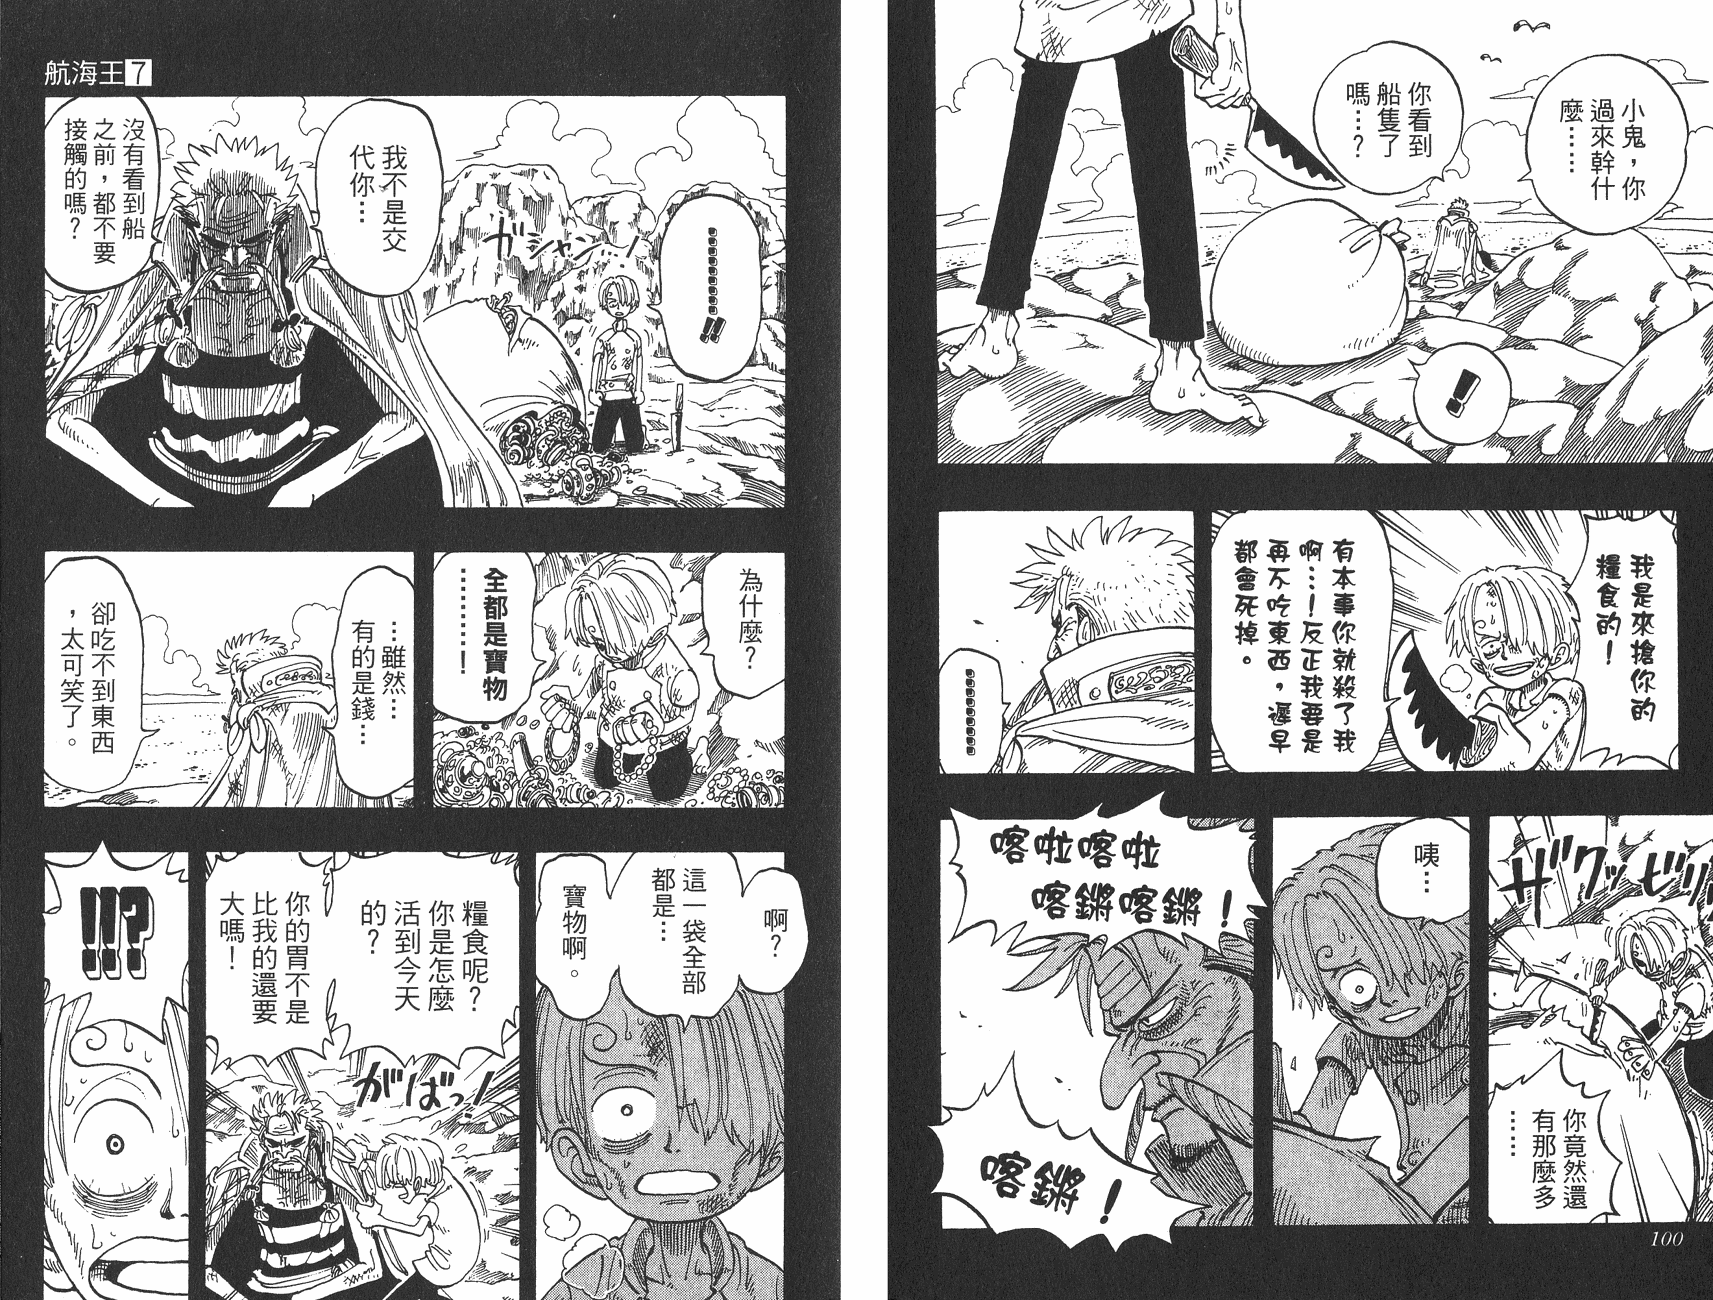 小鬼，你
過來幹什
麼……
你看到
船隻了
嗎…？
!!
我是來搶你的
糧食的！
有本事你就殺了我
啊…！反正我要是
再不吃東西，遲早
都會死掉。
…………
ザクッビリリ
你竟然還
有那麼多
……
咦…
喀啦喀啦
喀鏘喀鏘！
喀鏘！
100
航海王7
…………!!
ガシャン…！
我不是交
代你…
沒有看到船
之前，都不要
接觸的嗎？
為什麼？
全都是寶物
………！
…雖然…
有的是錢…
卻吃不到東西
，太可笑了。
啊？
這一袋全部
都是…
寶物啊。
糧食呢？
你是怎麼
活到今天
的？
你的胃不是
比我的還要
大嗎！
がばっ！
!!?